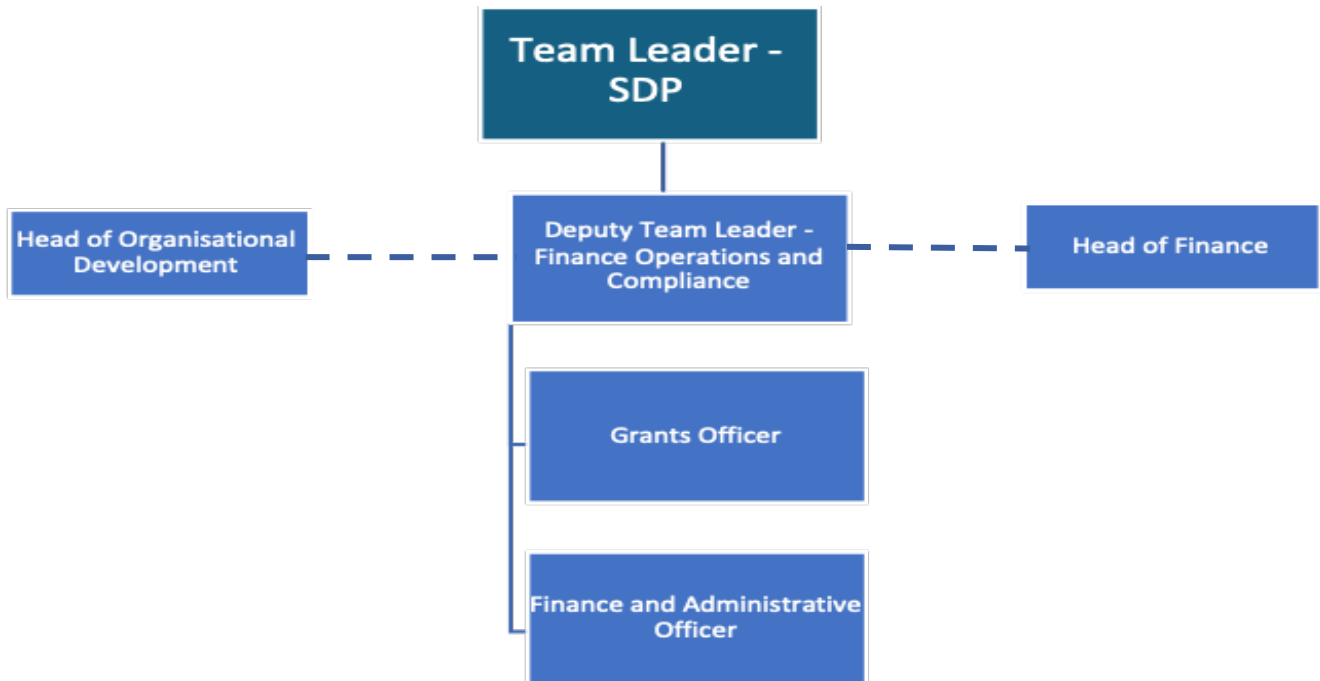 Team Leader -
SDP
Head of Organisational
Development
Deputy Team Leader -
Finance Operations and
Compliance
Head of Finance
Grants Officer
Finance and Administrative
Officer